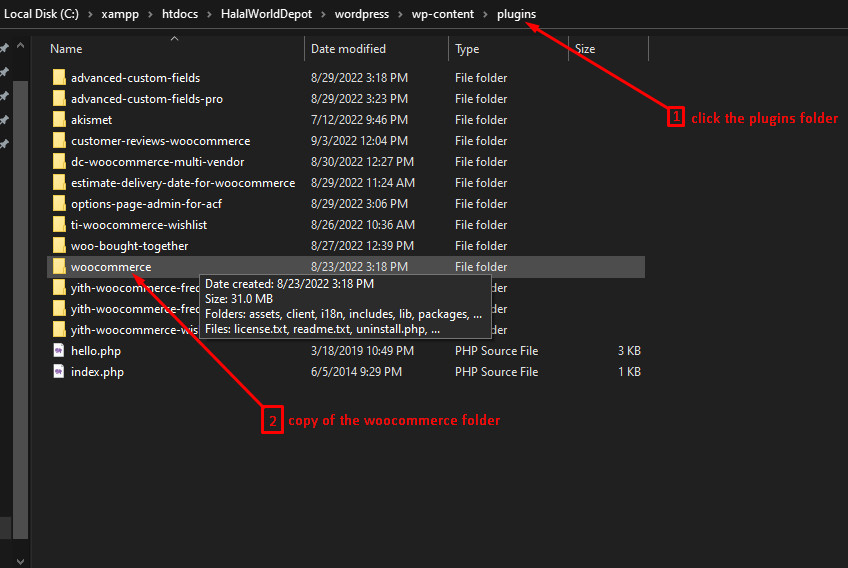 Local Disk (C:) > xampp > htdocs > HalalWorldDepot > wordpress > wp-content > plugins
Name Date modified Type Size
advanced-custom-fields 8/29/2022 3:18 PM File folder
advanced-custom-fields-pro 8/29/2022 3:23 PM File folder
1 click the plugins folder
akismet 7/12/2022 9:46 PM File folder
customer-reviews-woocommerce 9/3/2022 12:04 PM File folder
dc-woocommerce-multi-vendor 8/30/2022 12:27 PM File folder
estimate-delivery-date-for-woocommerce 8/29/2022 11:24 AM File folder
options-page-admin-for-acf 8/29/2022 3:06 PM File folder
ti-woocommerce-wishlist 8/26/2022 10:36 AM File folder
woo-bought-together 8/27/2022 12:39 PM File folder
woocommerce 8/23/2022 3:18 PM File folder
Date created: 8/23/2022 3:18 PM
Size: 31.0 MB
Folders: assets, client, i18n, includes, lib, packages, ...
Files: license.txt, readme.txt, uninstall.php, ...
yith-woocommerce-freq File folder
yith-woocommerce-freq File folder
yith-woocommerce-wis File folder
hello.php 3/18/2019 10:49 PM PHP Source File 3 KB
index.php 6/5/2014 9:29 PM PHP Source File 1 KB
2 copy of the woocommerce folder